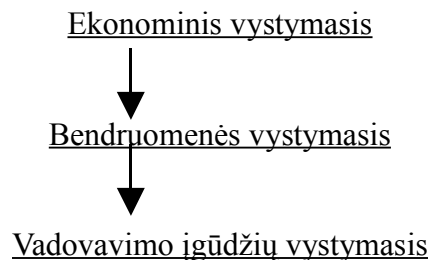 Ekonominis vystymasis
Bendruomenės vystymasis
Vadovavimo įgūdžių vystymasis